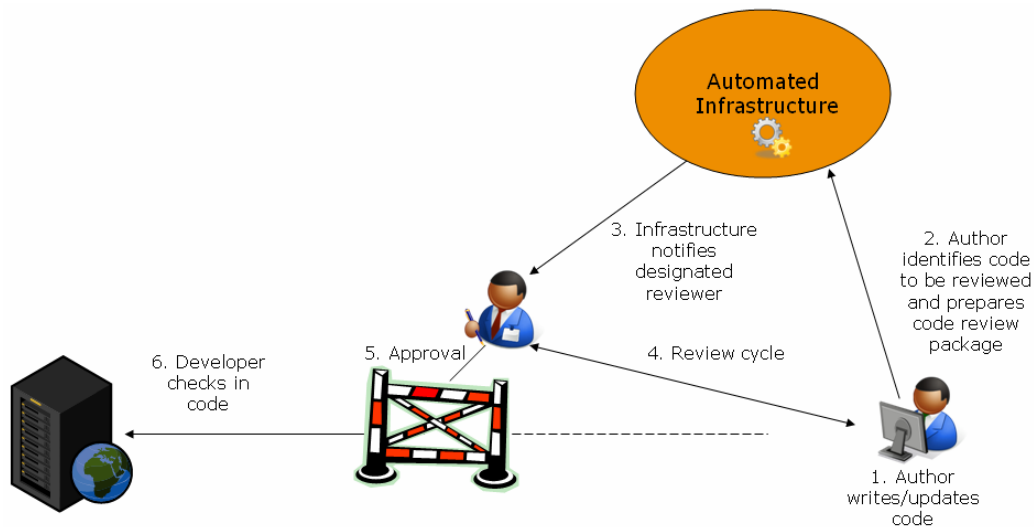 Automated
Infrastructure
3. Infrastructure
notifies
designated
reviewer
2. Author
identifies code
to be reviewed
and prepares
code review
package
6. Developer
checks in
code
5. Approval
4. Review cycle
1. Author
writes/updates
code